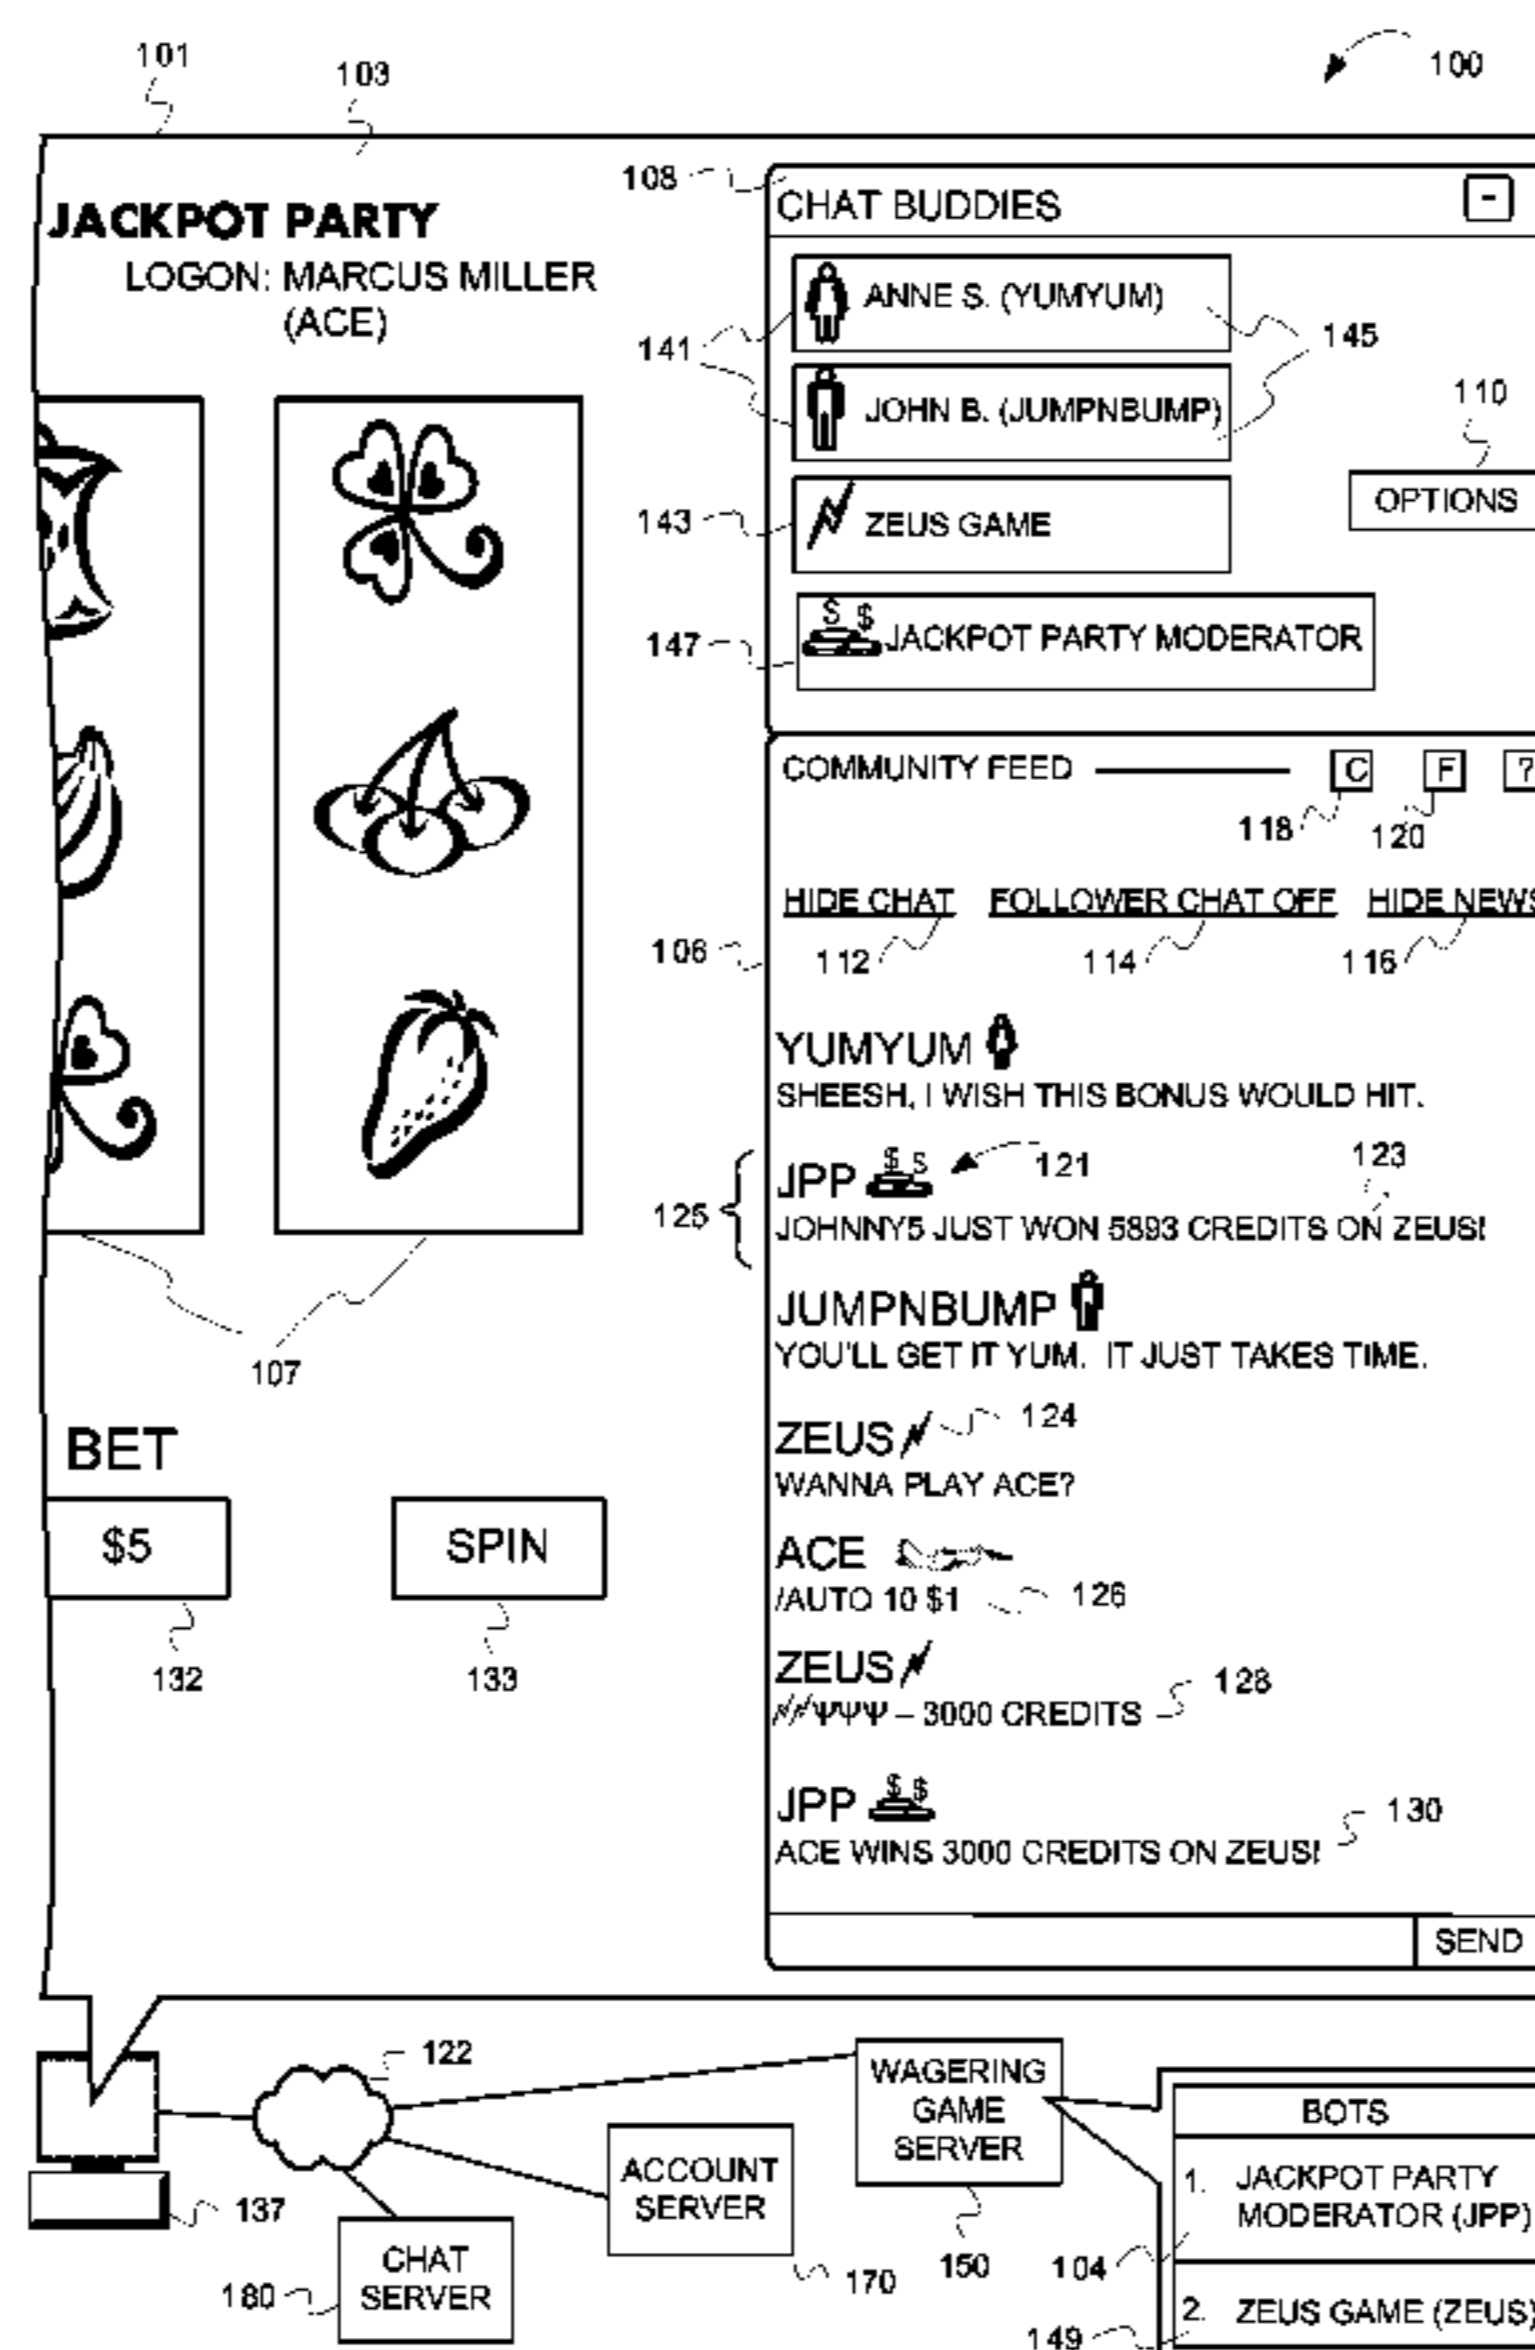 100
101
103
JACKPOT PARTY
LOGON: MARCUS MILLER
(ACE)
107
BET
$5
SPIN
132
133
108
CHAT BUDDIES
-
ANNE S. (YUMYUM)
141
145
JOHN B. (JUMPNBUMP)
110
OPTIONS
143
ZEUS GAME
147
$ $
JACKPOT PARTY MODERATOR
COMMUNITY FEED
C
F
?
118
120
HIDE CHAT FOLLOWER CHAT OFF HIDE NEWS
106
112
114
116
YUMYUM
SHEESH, I WISH THIS BONUS WOULD HIT.
125
JPP $ $
121
123
JOHNNY5 JUST WON 5893 CREDITS ON ZEUS!
JUMPNBUMP
YOU'LL GET IT YUM. IT JUST TAKES TIME.
ZEUS
124
WANNA PLAY ACE?
ACE
/AUTO 10 $1
126
ZEUS
ΨΨΨ – 3000 CREDITS
128
JPP $ $
130
ACE WINS 3000 CREDITS ON ZEUS!
SEND
122
137
CHAT
SERVER
180
ACCOUNT
SERVER
170
WAGERING
GAME
SERVER
150
BOTS
1. JACKPOT PARTY
MODERATOR (JPP)
104
2. ZEUS GAME (ZEUS)
149